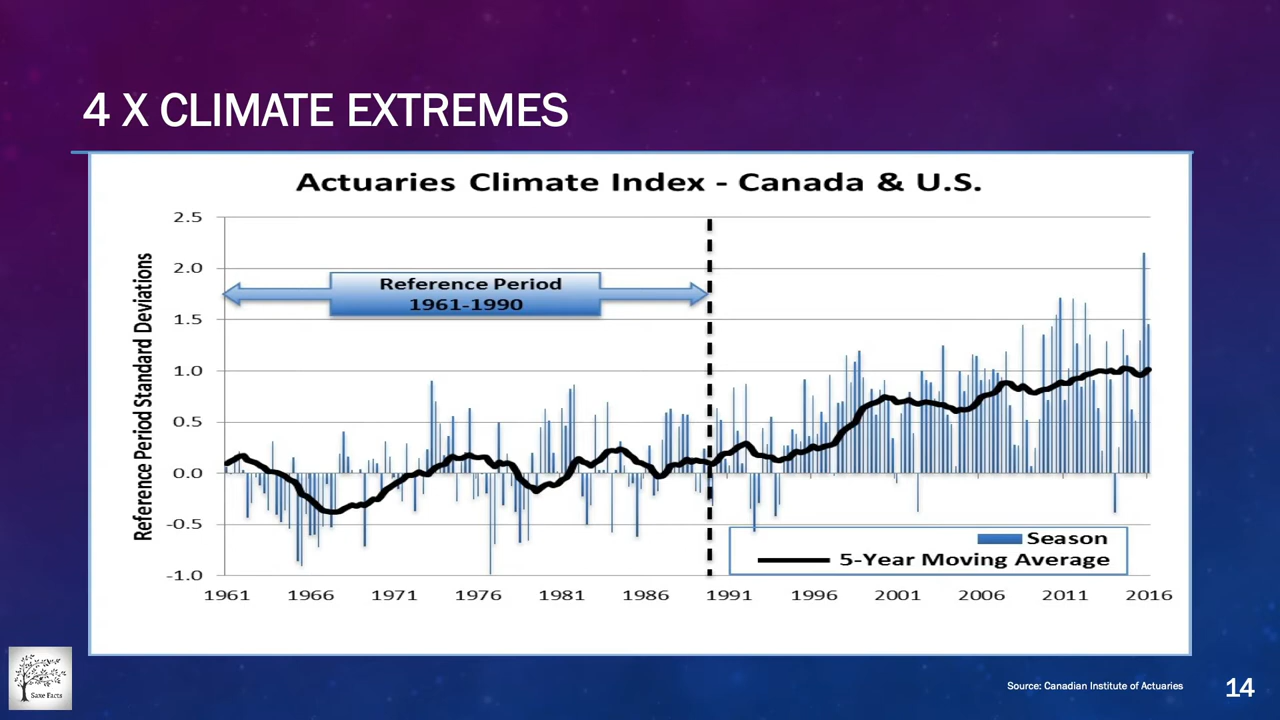 4 X CLIMATE EXTREMES
Actuaries Climate Index - Canada & U.S.
Reference Period Standard Deviations
2.5
2.0
1.5
1.0
0.5
0.0
-0.5
-1.0
Reference Period
1961-1990
Season
5-Year Moving Average
1961 1966 1971 1976 1981 1986 1991 1996 2001 2006 2011 2016
Saxe Facts
Source: Canadian Institute of Actuaries
14